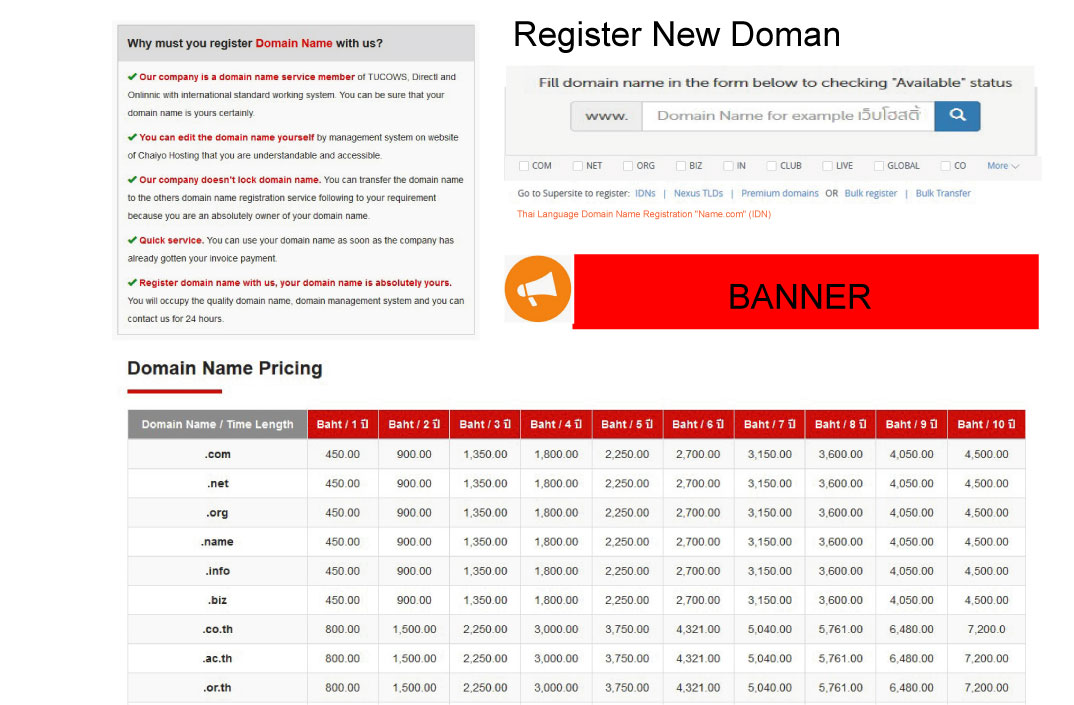 Why must you register Domain Name with us?
Our company is a domain name service member of TUCOWS, Directl and
Onlinnic with international standard working system. You can be sure that your
domain name is yours certainly.
You can edit the domain name yourself by management system on website
of Chaiyo Hosting that you are understandable and accessible.
Our company doesn't lock domain name. You can transfer the domain name
to the others domain name registration service following to your requirement
because you are an absolutely owner of your domain name.
Quick service. You can use your domain name as soon as the company has
already gotten your invoice payment.
Register domain name with us, your domain name is absolutely yours.
You will occupy the quality domain name, domain management system and you can
contact us for 24 hours.
Register New Doman
Fill domain name in the form below to checking "Available" status
www. Domain Name for example เว็บโฮสติ้
COM NET ORG BIZ IN CLUB LIVE GLOBAL CO More
Go to Supersite to register: IDNs | Nexus TLDs | Premium domains OR Bulk register | Bulk Transfer
Thai Language Domain Name Registration "Name.com" (IDN)
BANNER
Domain Name Pricing
Domain Name / Time Length Baht / 1 ปี Baht / 2 ปี Baht / 3 ปี Baht / 4 ปี Baht / 5 ปี Baht / 6 ปี Baht / 7 ปี Baht / 8 ปี Baht / 9 ปี Baht / 10 ปี
.com 450.00 900.00 1,350.00 1,800.00 2,250.00 2,700.00 3,150.00 3,600.00 4,050.00 4,500.00
.net 450.00 900.00 1,350.00 1,800.00 2,250.00 2,700.00 3,150.00 3,600.00 4,050.00 4,500.00
.org 450.00 900.00 1,350.00 1,800.00 2,250.00 2,700.00 3,150.00 3,600.00 4,050.00 4,500.00
.name 450.00 900.00 1,350.00 1,800.00 2,250.00 2,700.00 3,150.00 3,600.00 4,050.00 4,500.00
.info 450.00 900.00 1,350.00 1,800.00 2,250.00 2,700.00 3,150.00 3,600.00 4,050.00 4,500.00
.biz 450.00 900.00 1,350.00 1,800.00 2,250.00 2,700.00 3,150.00 3,600.00 4,050.00 4,500.00
.co.th 800.00 1,500.00 2,250.00 3,000.00 3,750.00 4,321.00 5,040.00 5,761.00 6,480.00 7,200.0
.ac.th 800.00 1,500.00 2,250.00 3,000.00 3,750.00 4,321.00 5,040.00 5,761.00 6,480.00 7,200.00
.or.th 800.00 1,500.00 2,250.00 3,000.00 3,750.00 4,321.00 5,040.00 5,761.00 6,480.00 7,200.00